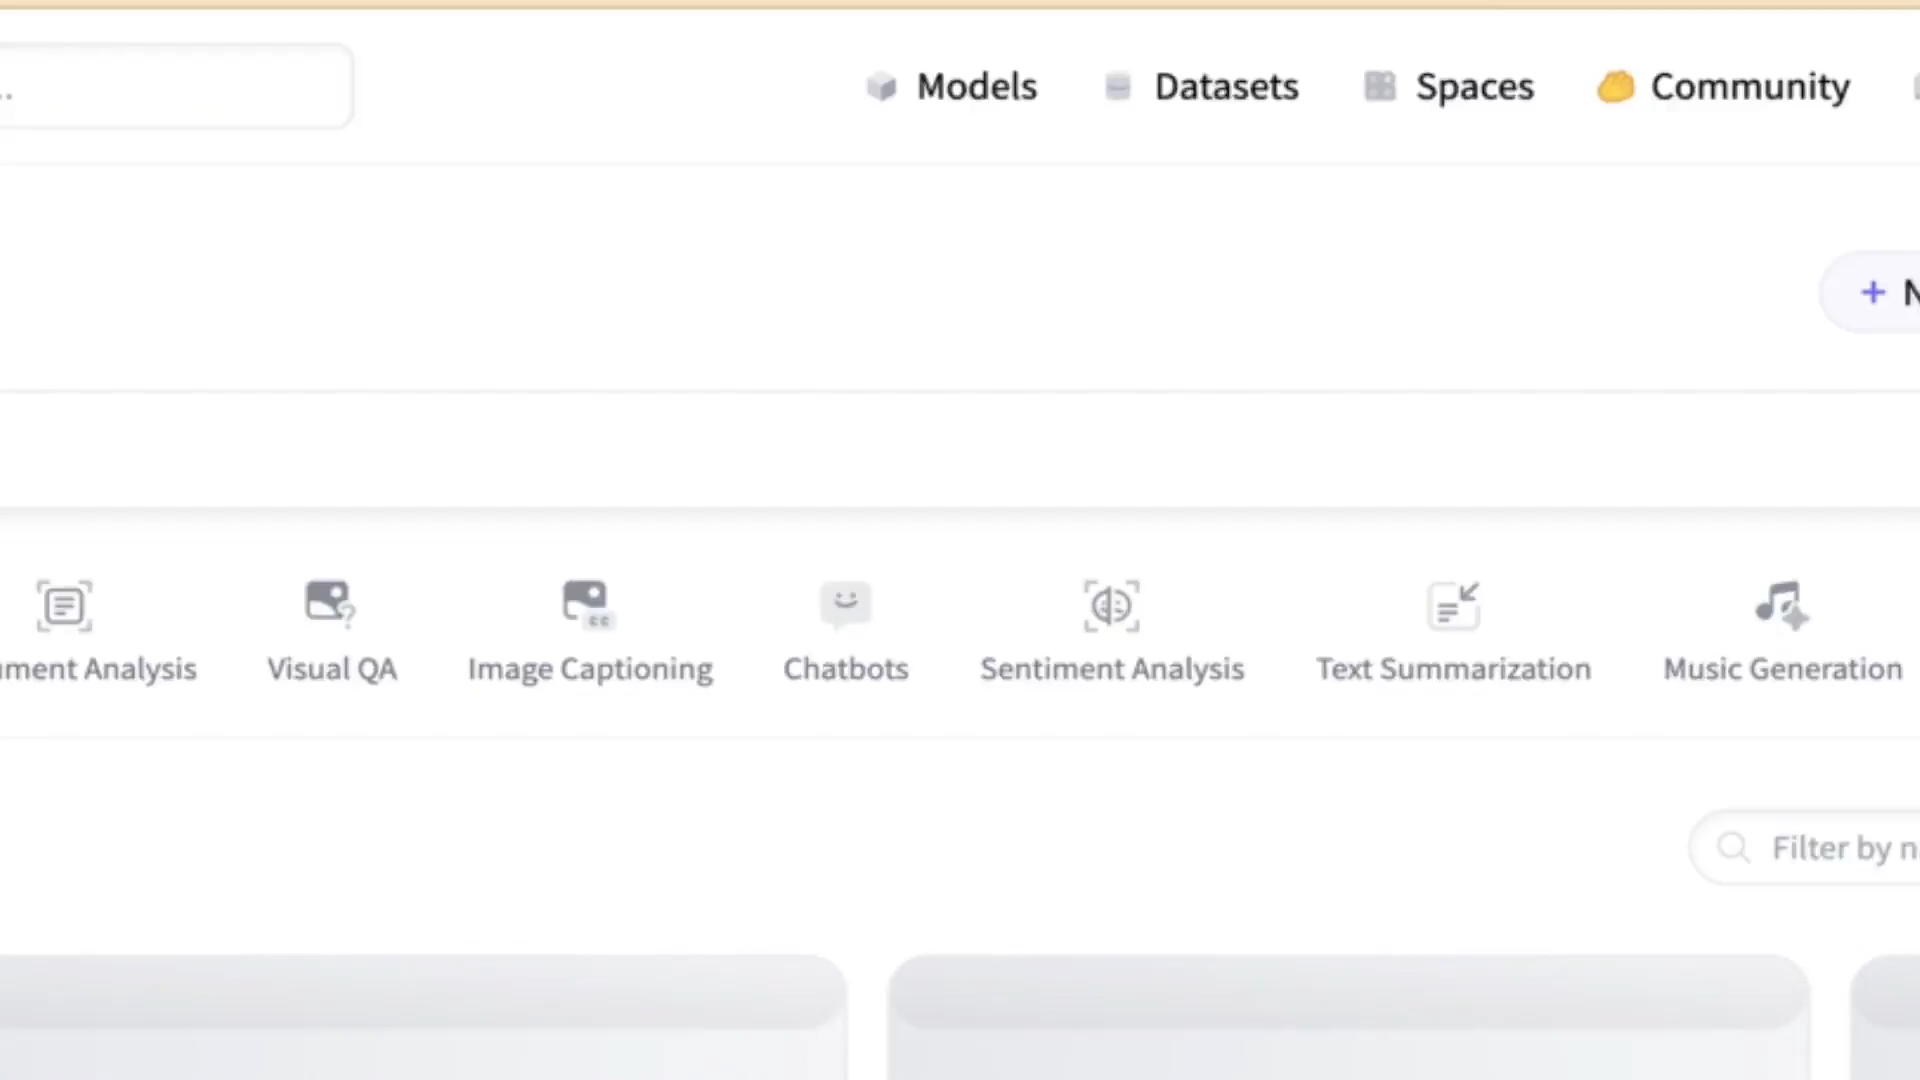 Models Datasets Spaces Community
+ N
ment Analysis Visual QA Image Captioning Chatbots Sentiment Analysis Text Summarization Music Generation
Filter by n